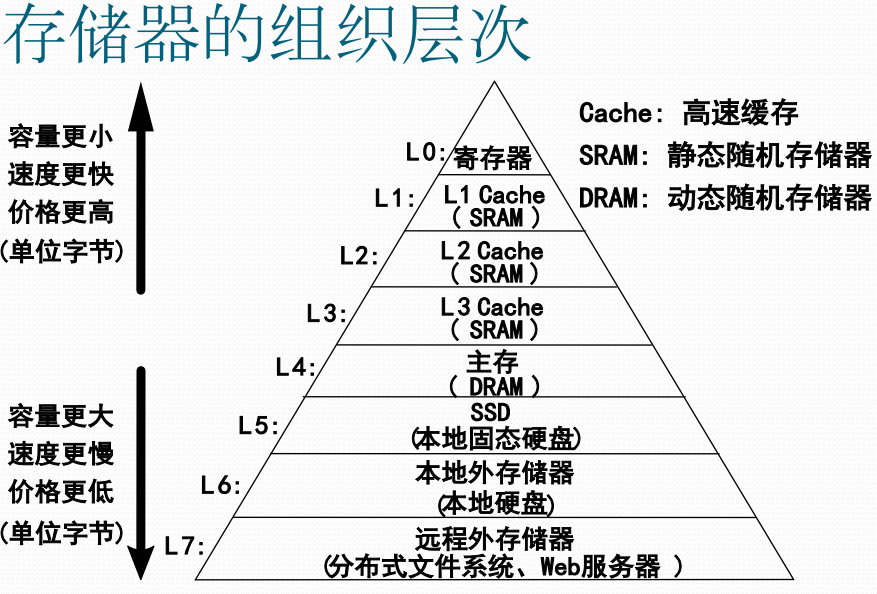 存储器的组织层次
容量更小
速度更快
价格更高
(单位字节)
容量更大
速度更慢
价格更低
(单位字节)
L0: 寄存器
L1: L1 Cache
( SRAM )
L2: L2 Cache
( SRAM )
L3: L3 Cache
( SRAM )
L4: 主存
( DRAM )
L5: SSD
(本地固态硬盘)
L6: 本地外存储器
(本地硬盘)
L7: 远程外存储器
(分布式文件系统、Web服务器 )
Cache: 高速缓存
SRAM: 静态随机存储器
DRAM: 动态随机存储器